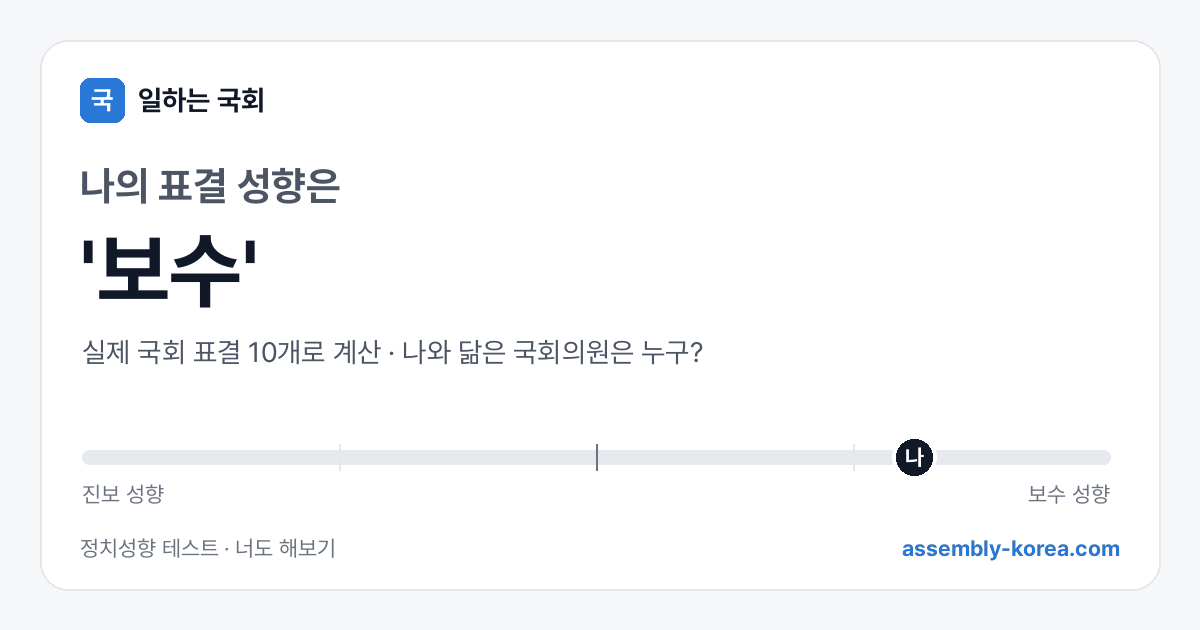 국 일하는 국회
나의 표결 성향은
'보수'
실제 국회 표결 10개로 계산 · 나와 닮은 국회의원은 누구?
나
진보 성향 보수 성향
정치성향 테스트 · 너도 해보기 assembly-korea.com